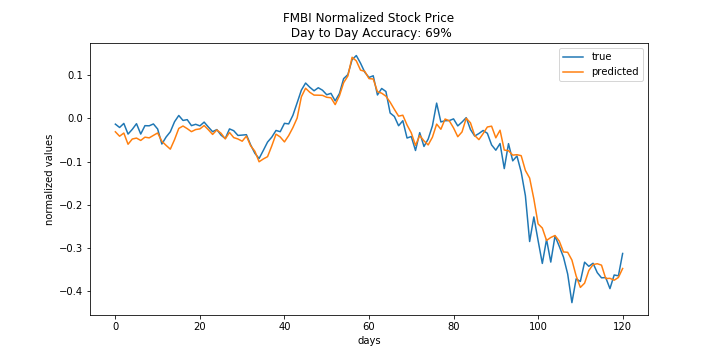 FMBI Normalized Stock Price
Day to Day Accuracy: 69%
true
predicted
normalized values
0.1
0.0
−0.1
−0.2
−0.3
−0.4
0
20
40
60
80
100
120
days